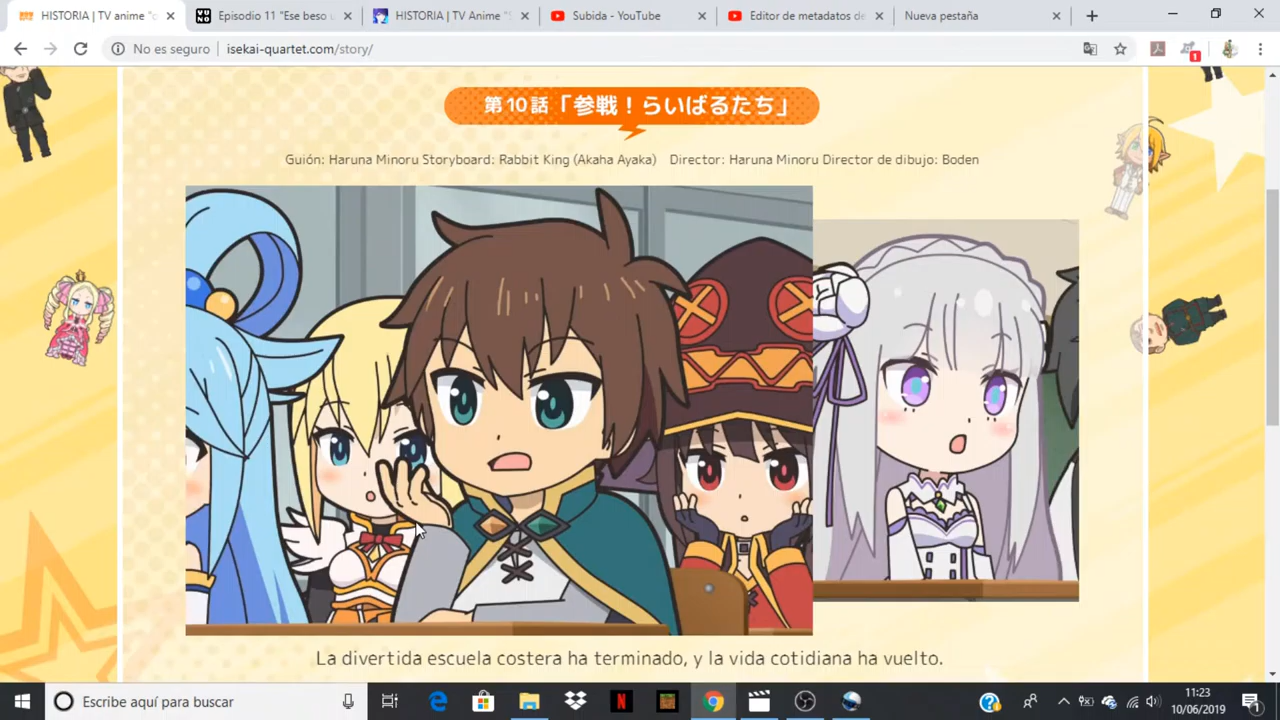 HISTORIA | TV anime "c
Episodio 11 "Ese beso u
HISTORIA | TV Anime "S
Subida - YouTube
Editor de metadatos de
Nueva pestaña
No es seguro
isekai-quartet.com/story/
1
第10話「参戦！らいばるたち」
Guión: Haruna Minoru Storyboard: Rabbit King (Akaha Ayaka) Director: Haruna Minoru Director de dibujo: Boden
La divertida escuela costera ha terminado, y la vida cotidiana ha vuelto.
Escribe aquí para buscar
11:23
10/06/2019
1